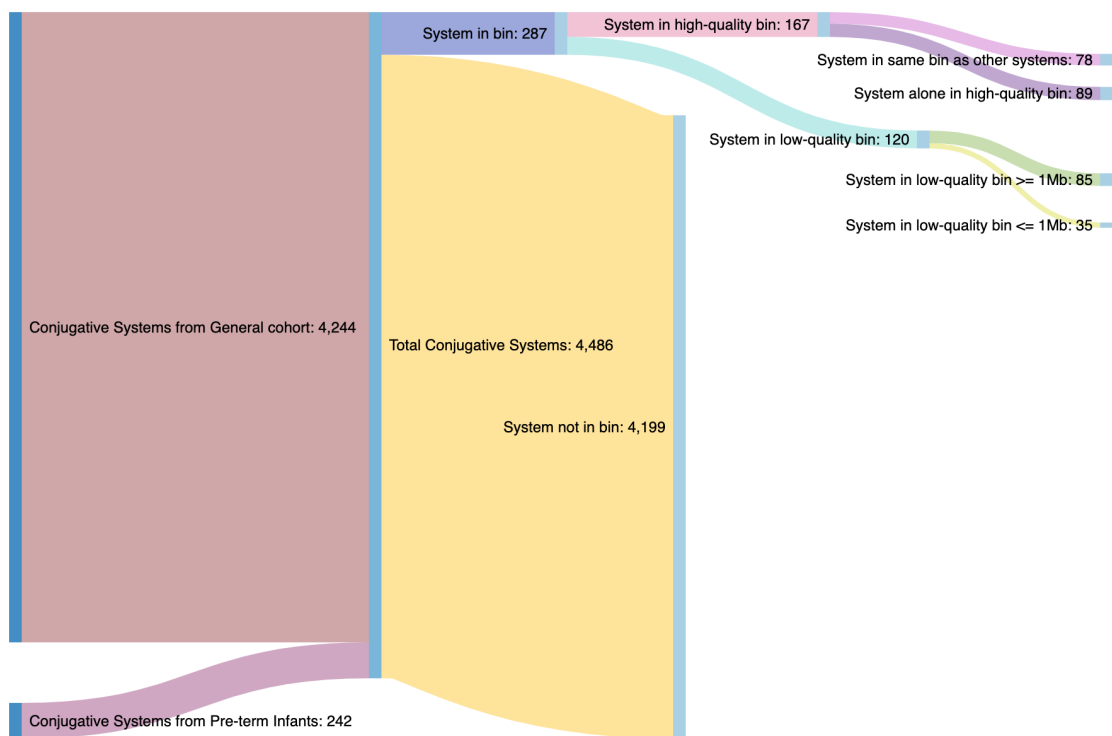 System in bin: 287
System in high-quality bin: 167
System in same bin as other systems: 78
System alone in high-quality bin: 89
System in low-quality bin: 120
System in low-quality bin >= 1Mb: 85
System in low-quality bin <= 1Mb: 35
Conjugative Systems from General cohort: 4,244
Total Conjugative Systems: 4,486
System not in bin: 4,199
Conjugative Systems from Pre-term Infants: 242